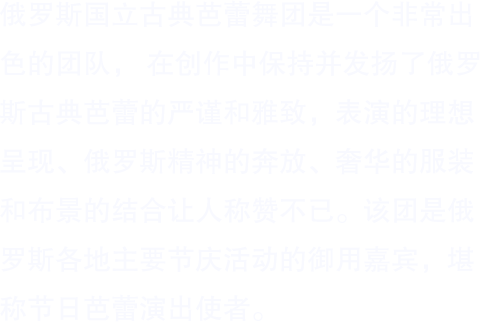 俄罗斯国立古典芭蕾舞团是一个非常出
色的团队， 在创作中保持并发扬了俄罗
斯古典芭蕾的严谨和雅致，表演的理想
呈现、俄罗斯精神的奔放、奢华的服装
和布景的结合让人称赞不已。该团是俄
罗斯各地主要节庆活动的御用嘉宾，堪
称节日芭蕾演出使者。